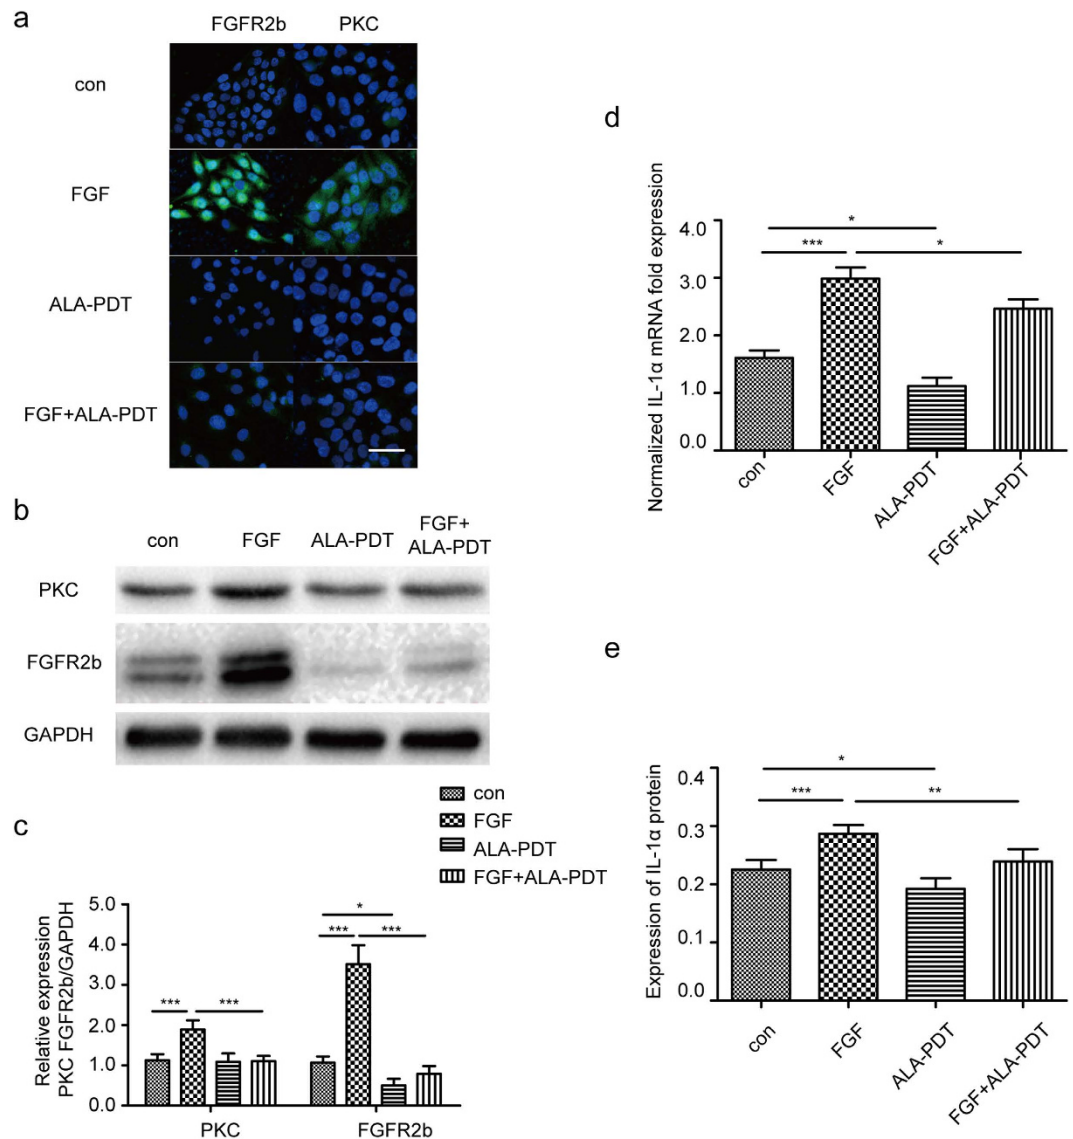 a
FGFR2b PKC
con
FGF
ALA-PDT
FGF+ALA-PDT
b
con FGF ALA-PDT FGF+
ALA-PDT
PKC
FGFR2b
GAPDH
c
con
FGF
ALA-PDT
FGF+ALA-PDT
Relative expression
PKC FGFR2b/GAPDH
5.0
4.0
3.0
2.0
1.0
0.0
*** ***
*
*** ***
PKC FGFR2b
d
Normalized IL-1α mRNA fold expression
4.0
3.0
2.0
1.0
0.0
*
*** *
con FGF ALA-PDT FGF+ALA-PDT
e
Expression of IL-1α protein
0.4
0.3
0.2
0.1
0.0
*
*** **
con FGF ALA-PDT FGF+ALA-PDT